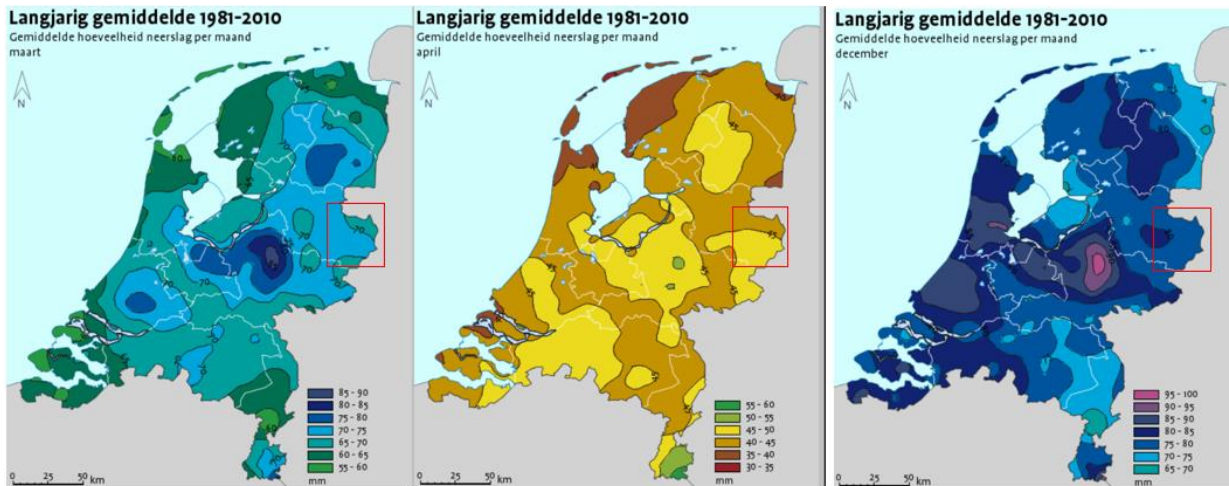 Langjarig gemiddelde 1981-2010
Gemiddelde hoeveelheid neerslag per maand
maart
N
85 - 90
80 - 85
75 - 80
70 - 75
65 - 70
60 - 65
55 - 60
mm
0 25 50 km
Langjarig gemiddelde 1981-2010
Gemiddelde hoeveelheid neerslag per maand
april
N
55 - 60
50 - 55
45 - 50
40 - 45
35 - 40
30 - 35
mm
0 25 50 km
Langjarig gemiddelde 1981-2010
Gemiddelde hoeveelheid neerslag per maand
december
N
95 - 100
90 - 95
85 - 90
80 - 85
75 - 80
70 - 75
65 - 70
mm
0 25 50 km